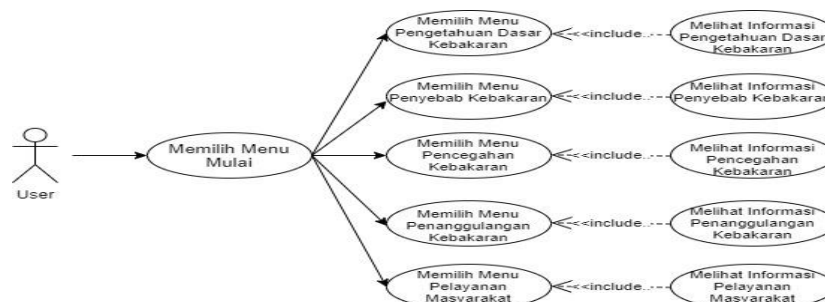 User
Memilih Menu
Mulai
Memilih Menu
Pengetahuan Dasar
Kebakaran
<<include..
Melihat Informasi
Pengetahuan Dasar
Kebakaran
Memilih Menu
Penyebab Kebakaran
<<include..
Melihat Informasi
Penyebab Kebakaran
Memilih Menu
Pencegahan
Kebakaran
<<include..
Melihat Informasi
Pencegahan
Kebakaran
Memilih Menu
Penanggulangan
Kebakaran
<<include..
Melihat Informasi
Penanggulangan
Kebakaran
Memilih Menu
Pelayanan
Masyarakat
<<include..
Melihat Informasi
Pelayanan
Masyarakat